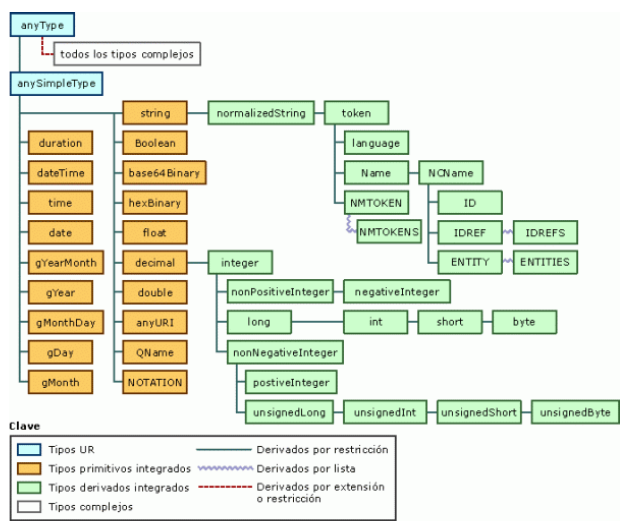 anyType
todos los tipos complejos
anySimpleType
string normalizedString token
duration Boolean language
dateTime base64Binary Name NCName
time hexBinary NMTOKEN ID
date float NMTOKENS IDREF IDREFS
gYearMonth decimal integer ENTITY ENTITIES
gYear double nonPositiveInteger negativeInteger
gMonthDay anyURI long int short byte
gDay QName nonNegativeInteger
gMonth NOTATION postiveInteger
unsignedLong unsignedInt unsignedShort unsignedByte
Clave
Tipos UR Derivados por restricción
Tipos primitivos integrados Derivados por lista
Tipos derivados integrados Derivados por extensión
o restricción
Tipos complejos